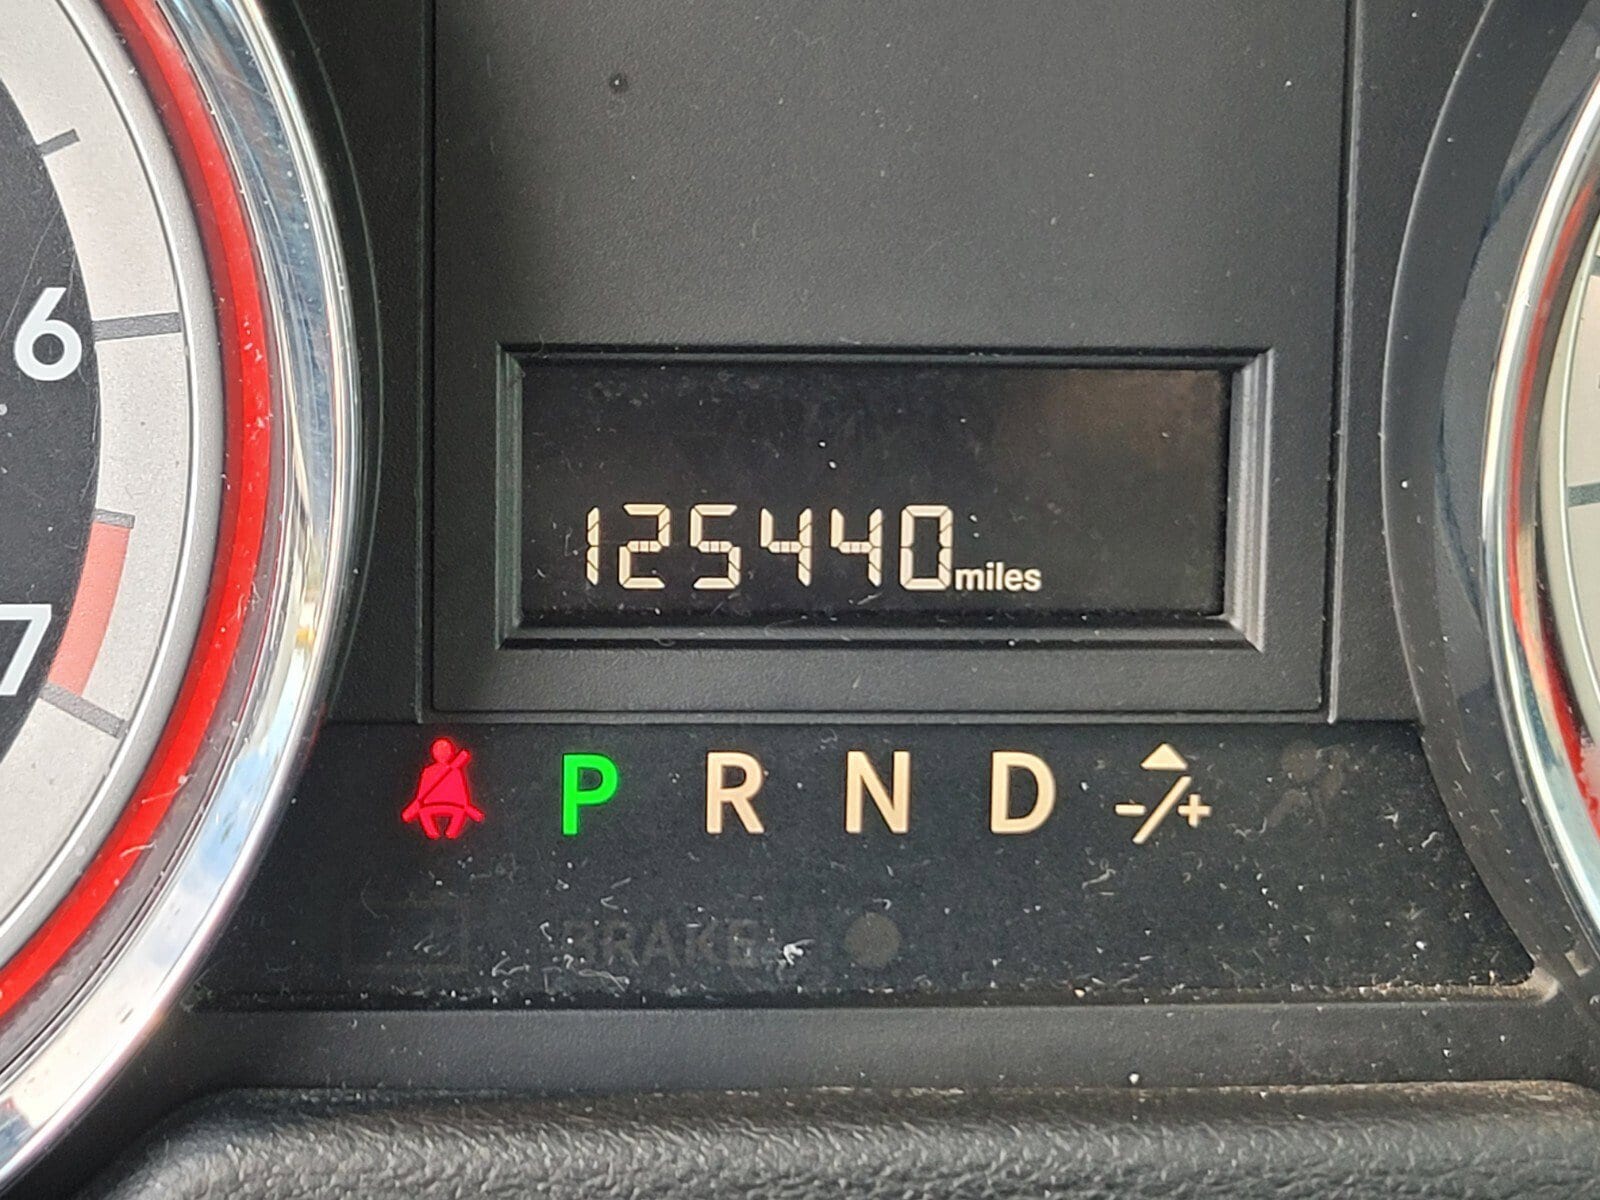 6
7
125440miles
P R N D -/+
BRAKE